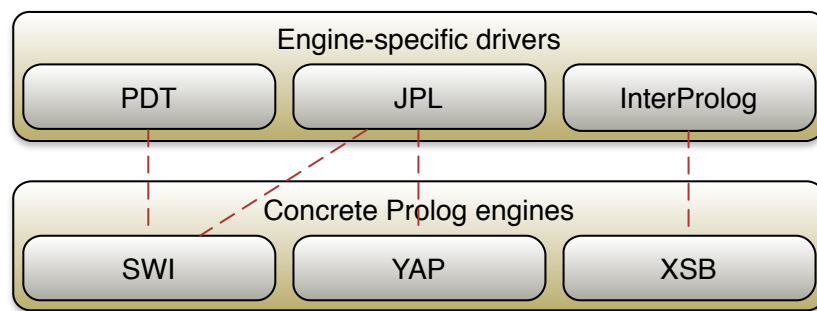 Engine-specific drivers
PDT JPL InterProlog
Concrete Prolog engines
SWI YAP XSB